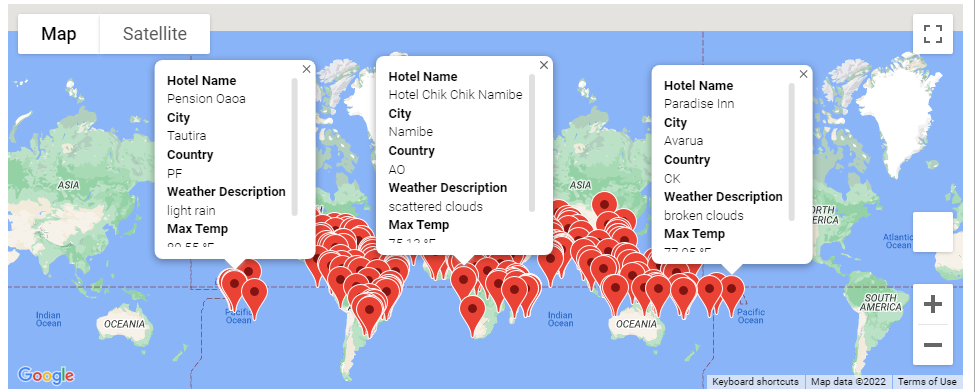 Map
Satellite
Hotel Name
Pension Oaoa
City
Tautira
Country
PF
Weather Description
light rain
Max Temp
Hotel Name
Hotel Chik Chik Namibe
City
Namibe
Country
AO
Weather Description
scattered clouds
Max Temp
75.13 °F
Hotel Name
Paradise Inn
City
Avarua
Country
CK
Weather Description
broken clouds
Max Temp
ASIA
ASIA
NORTH
AMERICA
Atlantic
Ocean
Indian
Ocean
OCEANIA
Pacific
Ocean
Indian
Ocean
OCEANIA
Pacific
Ocean
SOUTH
AMERICA
Google
Keyboard shortcuts
Map data ©2022
Terms of Use